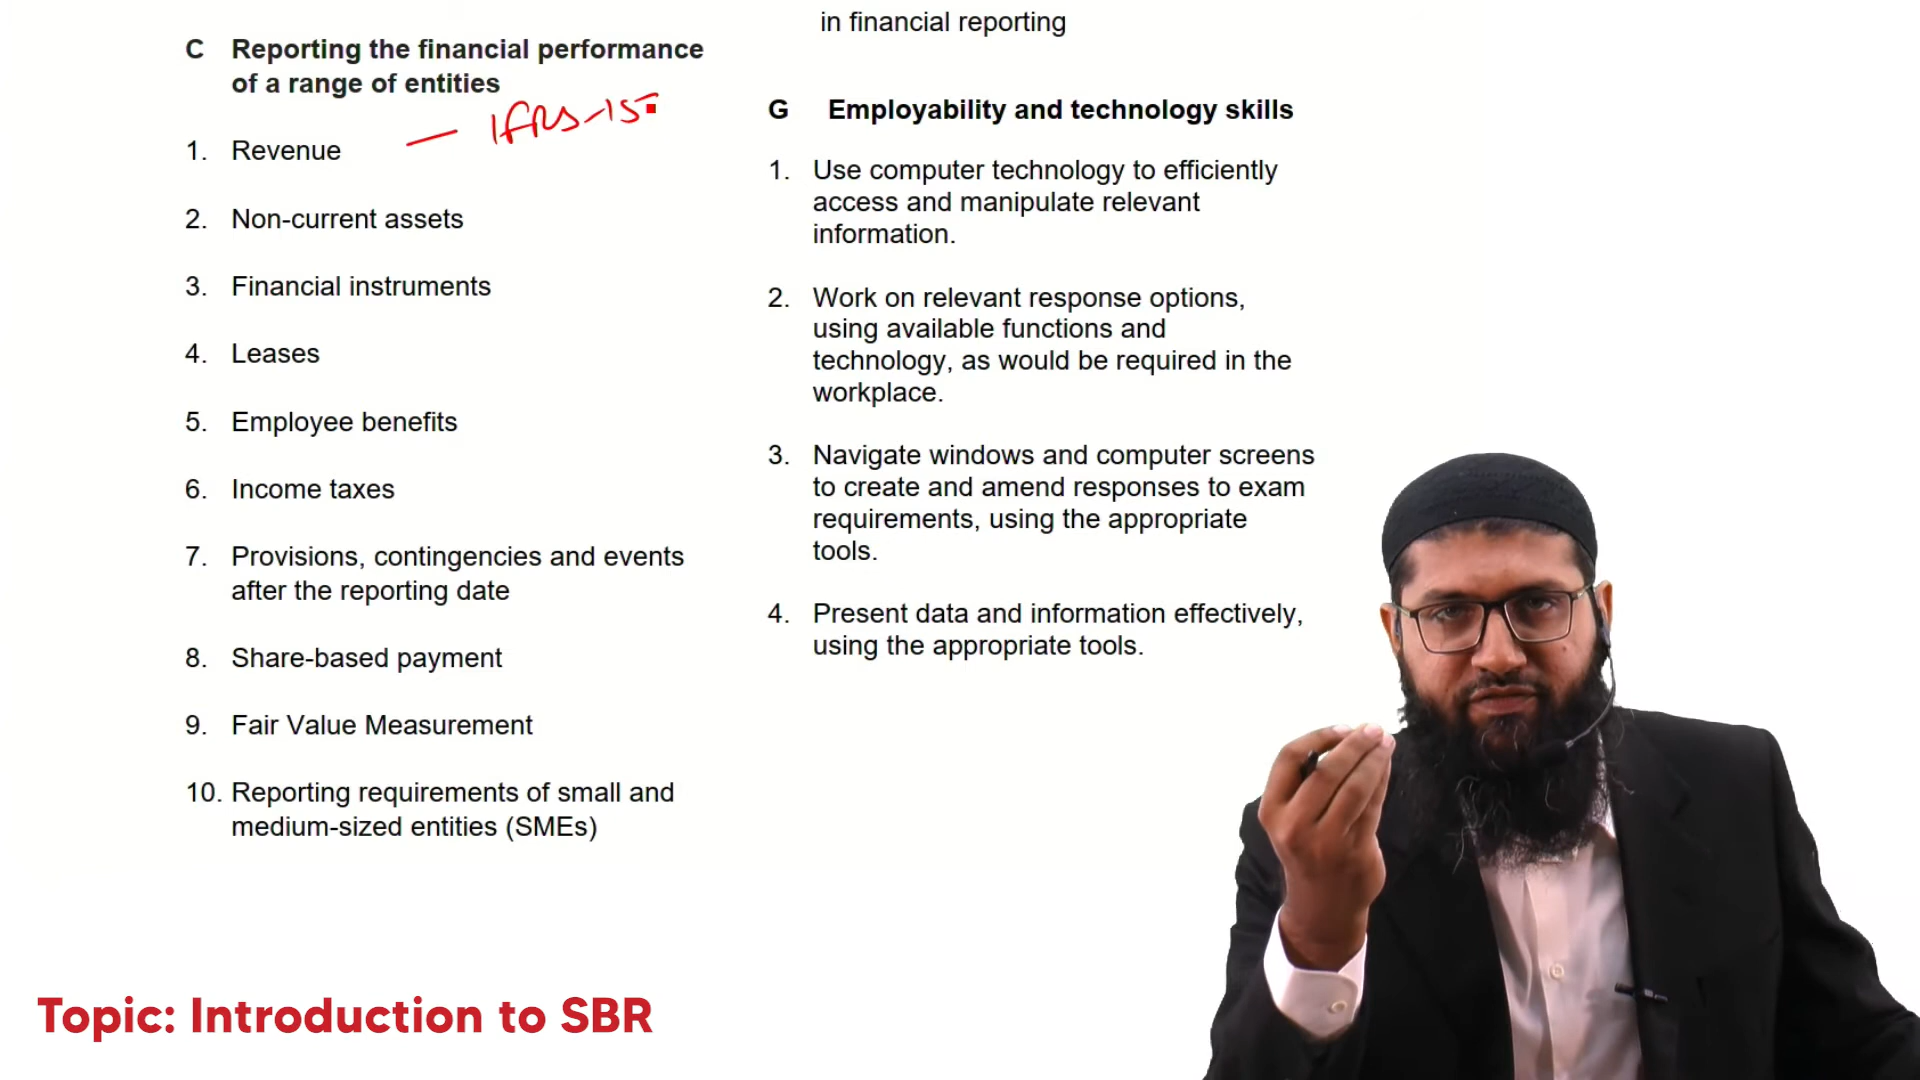 C Reporting the financial performance
of a range of entities
— IFRS-15
1. Revenue
2. Non-current assets
3. Financial instruments
4. Leases
5. Employee benefits
6. Income taxes
7. Provisions, contingencies and events
after the reporting date
8. Share-based payment
9. Fair Value Measurement
10. Reporting requirements of small and
medium-sized entities (SMEs)
in financial reporting
G Employability and technology skills
1. Use computer technology to efficiently
access and manipulate relevant
information.
2. Work on relevant response options,
using available functions and
technology, as would be required in the
workplace.
3. Navigate windows and computer screens
to create and amend responses to exam
requirements, using the appropriate
tools.
4. Present data and information effectively,
using the appropriate tools.
Topic: Introduction to SBR